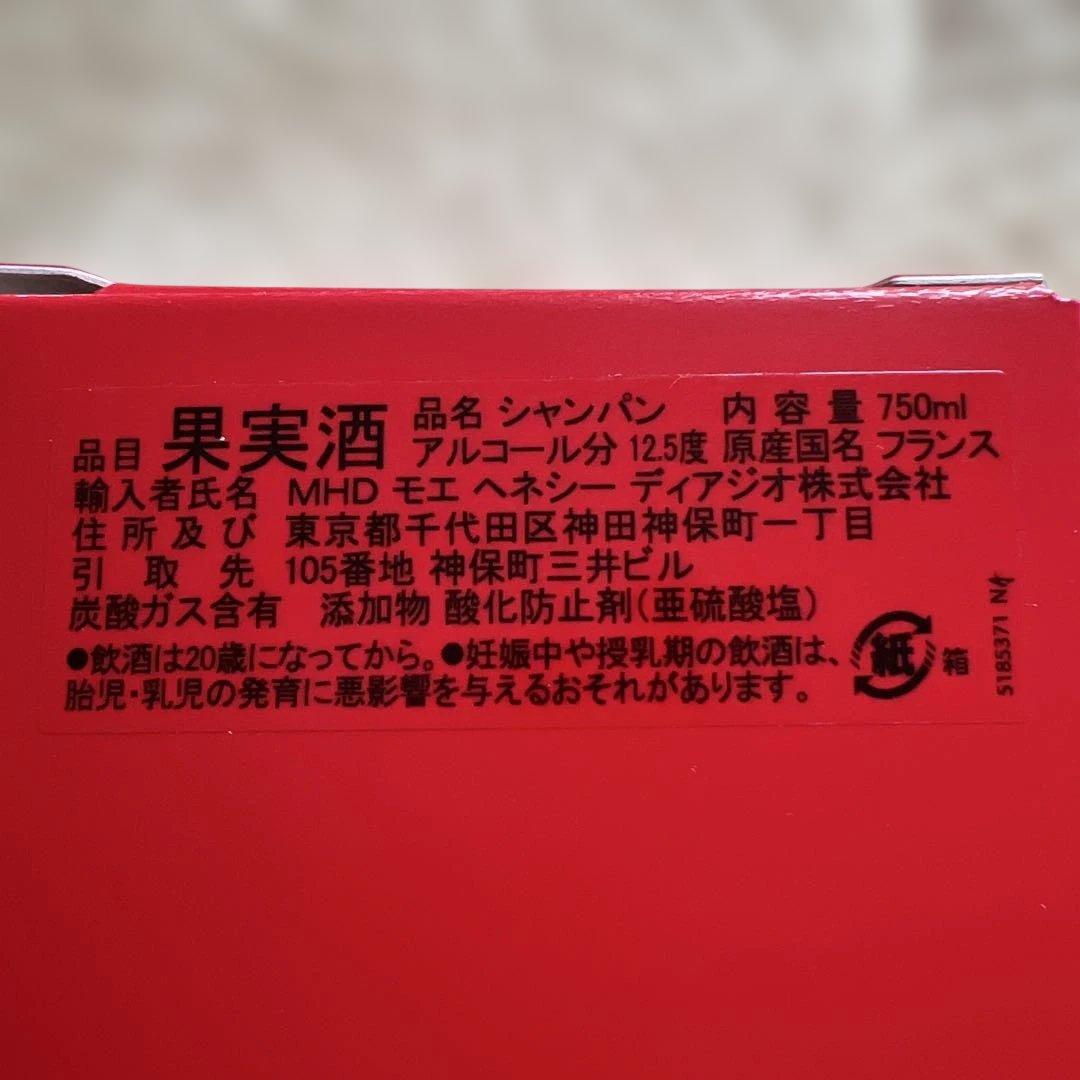 品目 果実酒 品名 シャンパン 内容量 750ml
アルコール分 12.5度 原産国名 フランス
輸入者氏名 MHD モエ ヘネシー ディアジオ株式会社
住所及び 東京都千代田区神田神保町一丁目
引取先 105番地 神保町三井ビル
炭酸ガス含有 添加物 酸化防止剤(亜硫酸塩)
●飲酒は20歳になってから。●妊娠中や授乳期の飲酒は、
胎児・乳児の発育に悪影響を与えるおそれがあります。
紙 箱
5185371